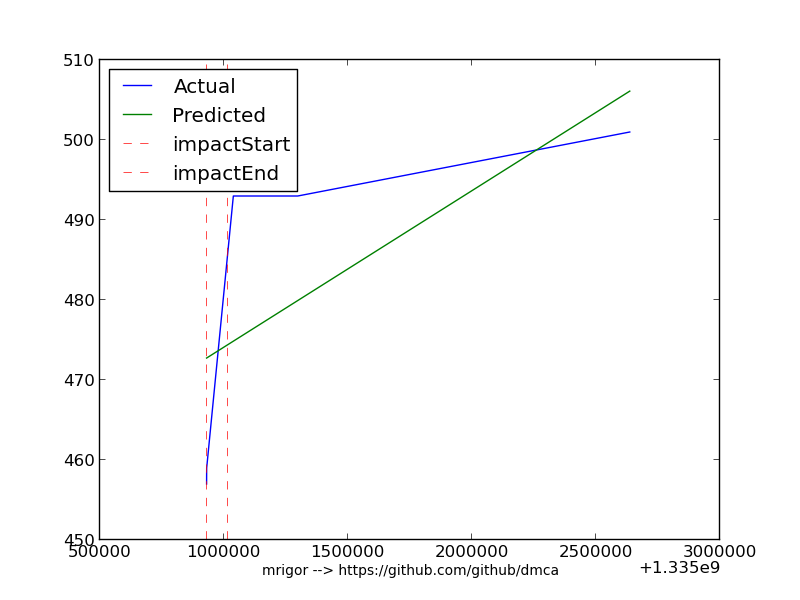 510
500
490
480
470
460
450
Actual
Predicted
impactStart
impactEnd
500000 1000000 1500000 2000000 2500000 3000000
+1.335e9
mrigor --> https://github.com/github/dmca